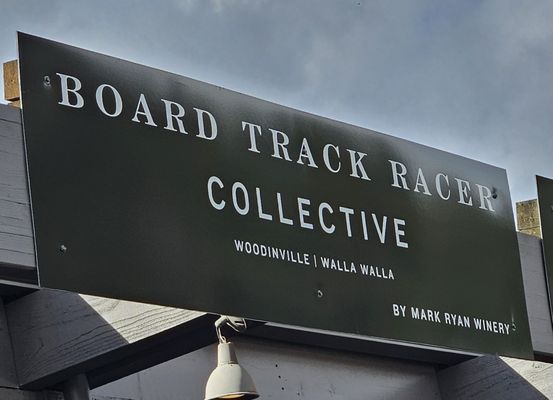 BOARD TRACK RACER
COLLECTIVE
WOODINVILLE | WALLA WALLA
BY MARK RYAN WINERY